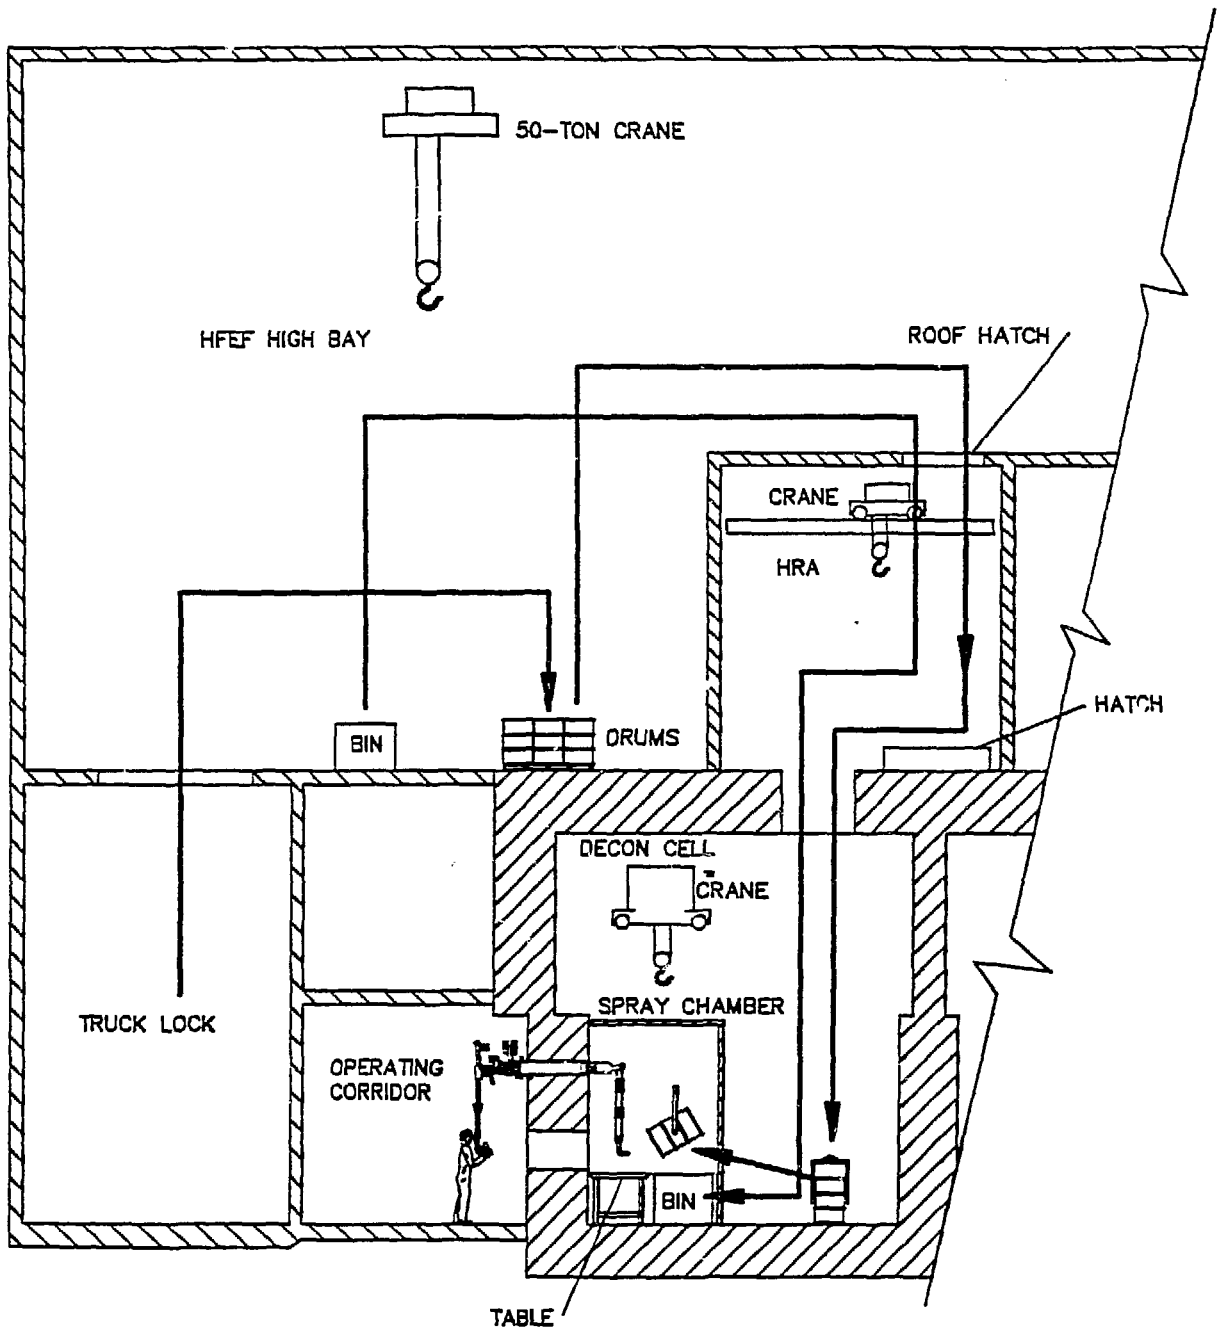 50-TON CRANE
HFEF HIGH BAY
ROOF HATCH
CRANE
HRA
HATCH
BIN
DRUMS
DECON CELL
CRANE
SPRAY CHAMBER
TRUCK LOCK
OPERATING
CORRIDOR
BIN
TABLE